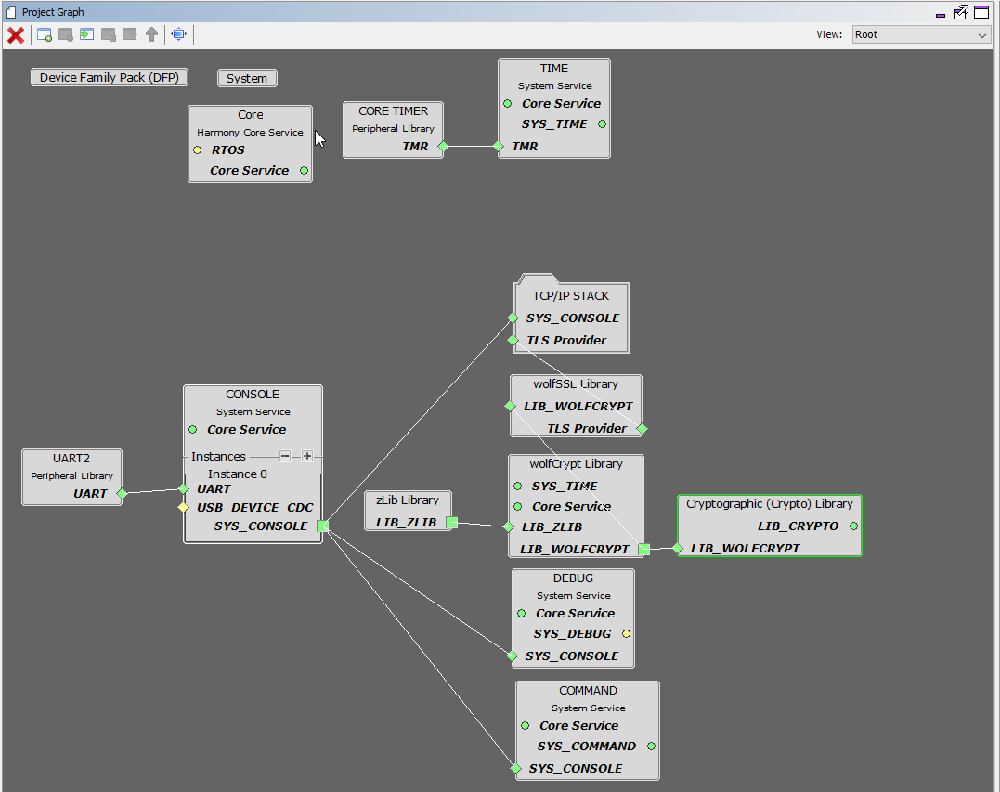 Project Graph
View: Root
Device Family Pack (DFP)
System
Core
Harmony Core Service
RTOS
Core Service
CORE TIMER
Peripheral Library
TMR
TIME
System Service
Core Service
SYS_TIME
TMR
TCP/IP STACK
SYS_CONSOLE
TLS Provider
wolfSSL Library
LIB_WOLFCRYPT
TLS Provider
CONSOLE
System Service
Core Service
Instances
Instance 0
UART
USB_DEVICE_CDC
SYS_CONSOLE
UART2
Peripheral Library
UART
zLib Library
LIB_ZLIB
wolfCrypt Library
SYS_TIME
Core Service
LIB_ZLIB
LIB_WOLFCRYPT
Cryptographic (Crypto) Library
LIB_CRYPTO
LIB_WOLFCRYPT
DEBUG
System Service
Core Service
SYS_DEBUG
SYS_CONSOLE
COMMAND
System Service
Core Service
SYS_COMMAND
SYS_CONSOLE